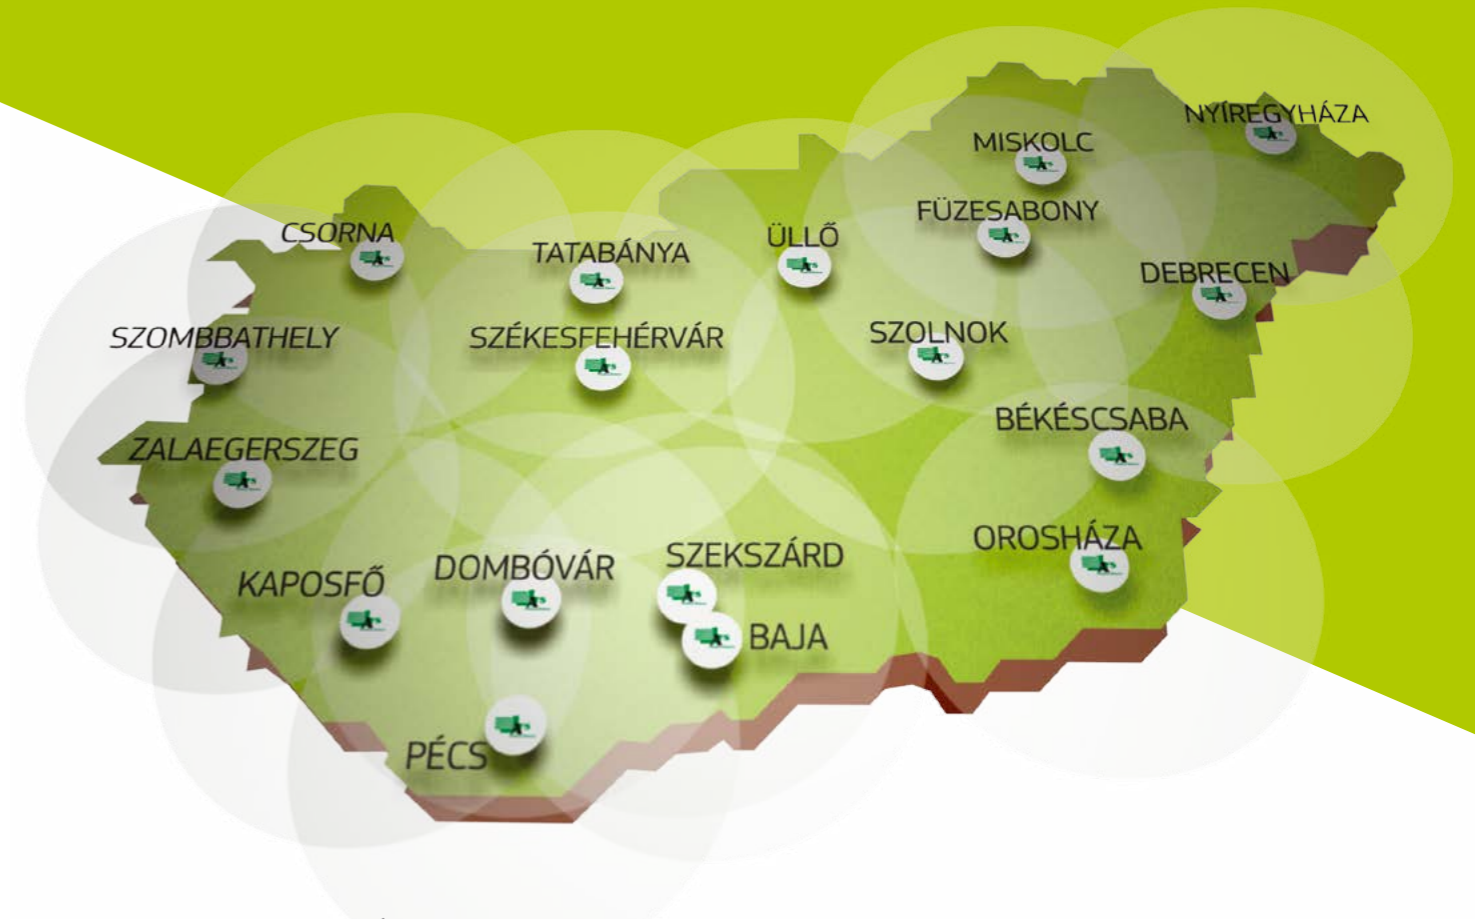 NYÍREGYHÁZA
MISKOLC
FÜZESABONY
CSORNA
TATABÁNYA
ÜLLŐ
DEBRECEN
SZOMBBATHELY
SZÉKESFEHÉRVÁR
SZOLNOK
BÉKÉSCSABA
ZALAEGERSZEG
OROSHÁZA
KAPOSFŐ
DOMBÓVÁR
SZEKSZÁRD
BAJA
PÉCS